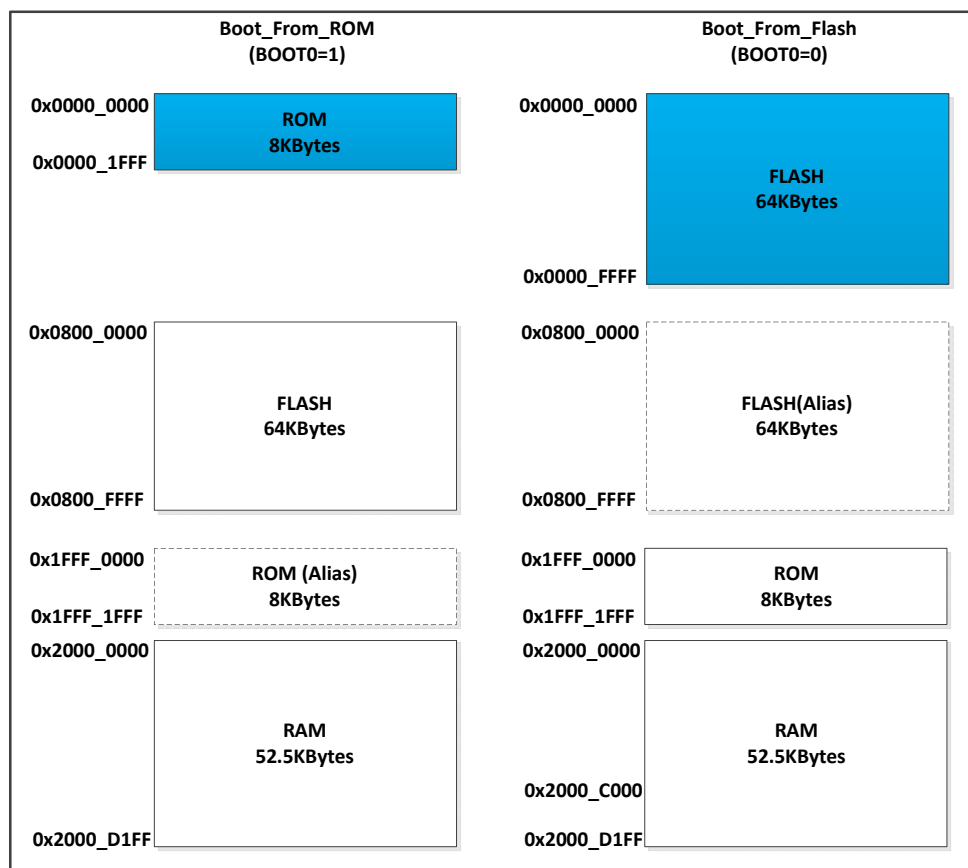 Boot_From_ROM
(BOOT0=1)
0x0000_0000
ROM
8KBytes
0x0000_1FFF
0x0800_0000
FLASH
64KBytes
0x0800_FFFF
0x1FFF_0000
ROM (Alias)
8KBytes
0x1FFF_1FFF
0x2000_0000
RAM
52.5KBytes
0x2000_D1FF
Boot_From_Flash
(BOOT0=0)
0x0000_0000
FLASH
64KBytes
0x0000_FFFF
0x0800_0000
FLASH(Alias)
64KBytes
0x0800_FFFF
0x1FFF_0000
ROM
8KBytes
0x1FFF_1FFF
0x2000_0000
RAM
52.5KBytes
0x2000_C000
0x2000_D1FF